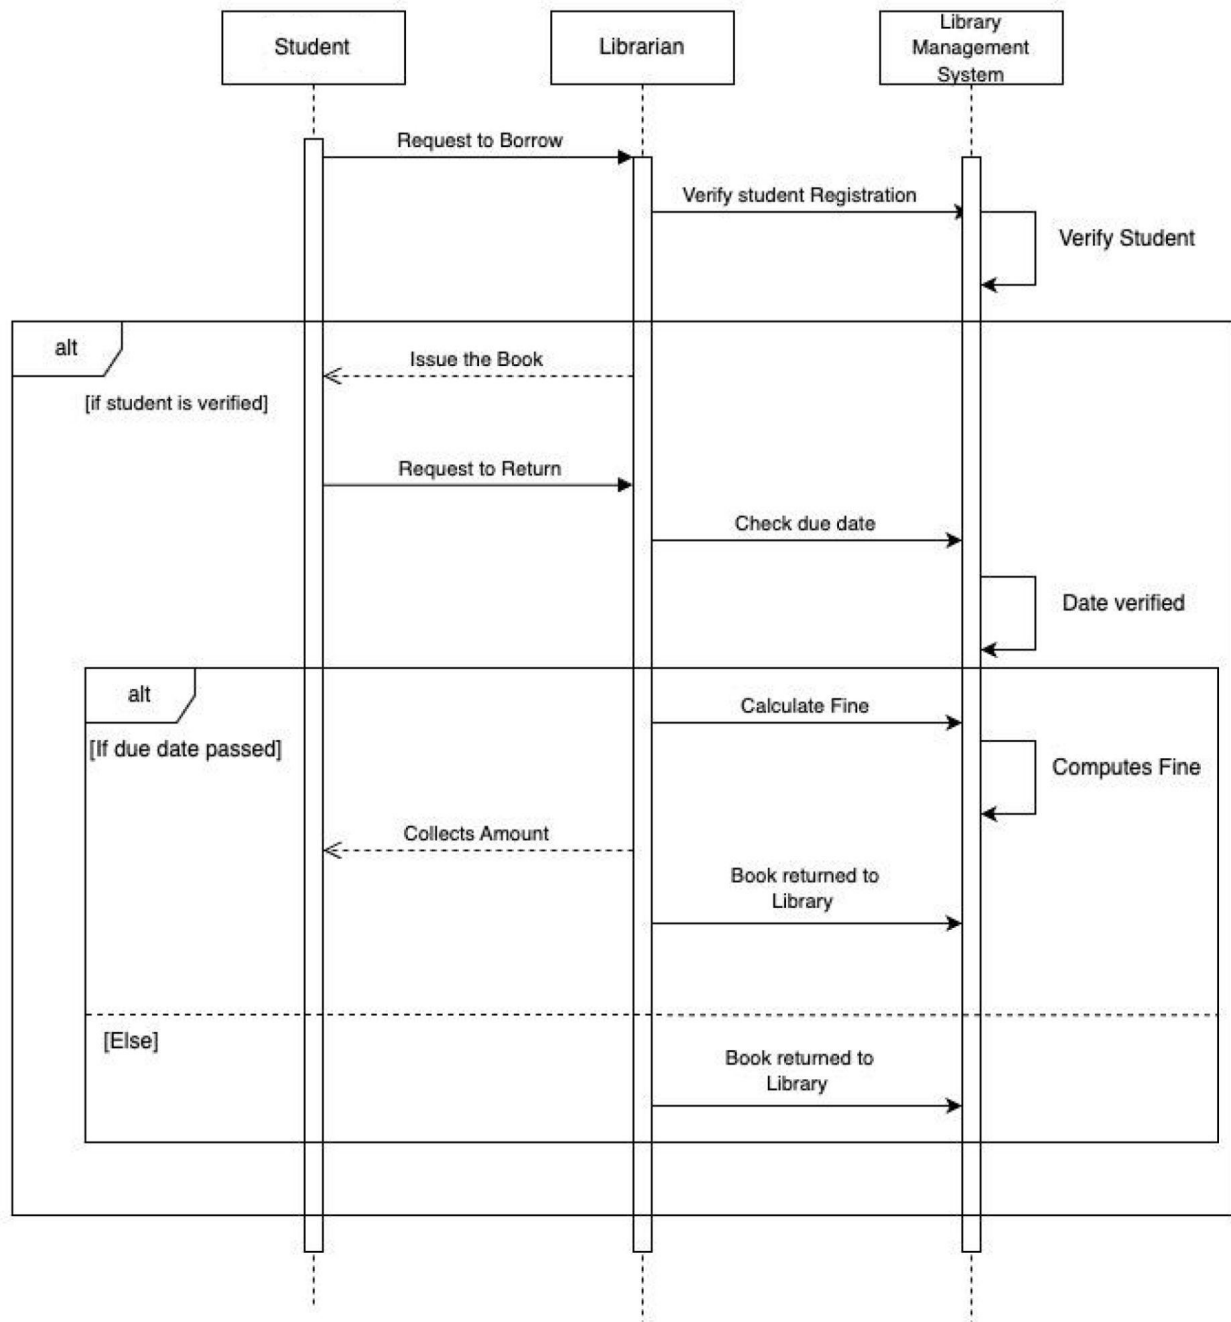 Student
Librarian
Library
Management
System
Request to Borrow
Verify student Registration
Verify Student
alt
Issue the Book
[if student is verified]
Request to Return
Check due date
Date verified
alt
Calculate Fine
[If due date passed]
Computes Fine
Collects Amount
Book returned to
Library
[Else]
Book returned to
Library